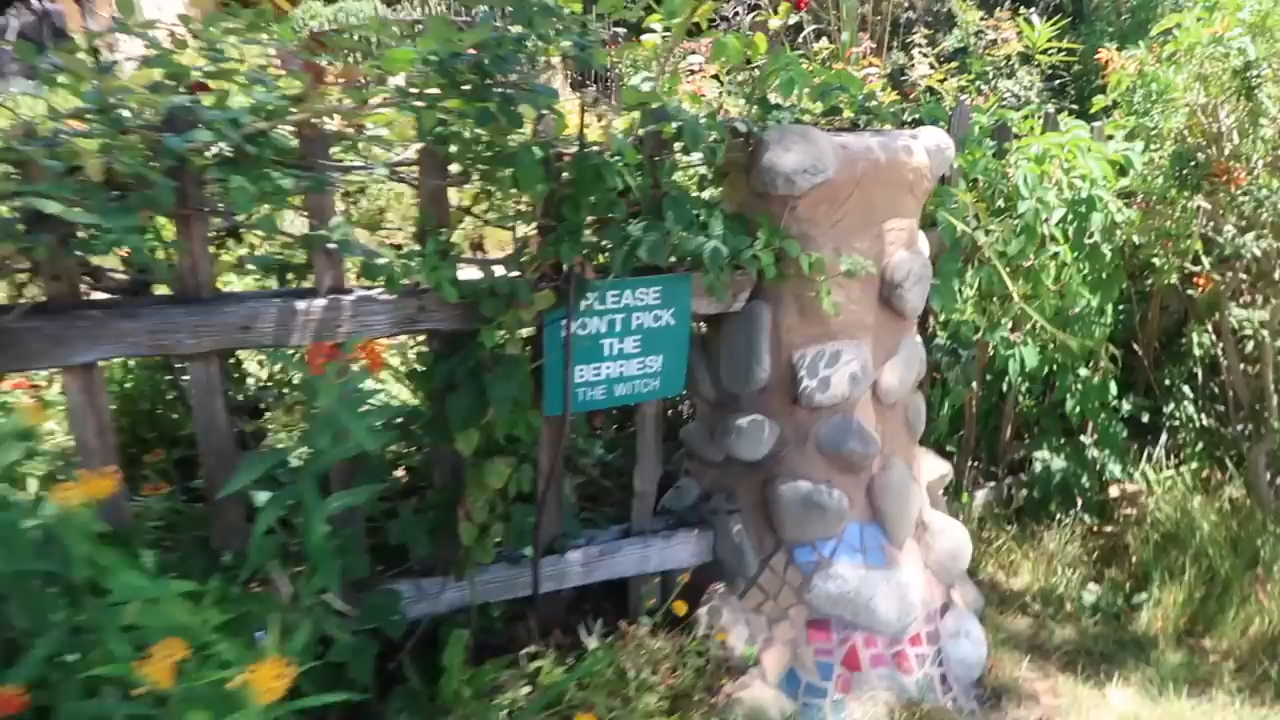 PLEASE
DON'T PICK
THE
BERRIES!
THE WITCH